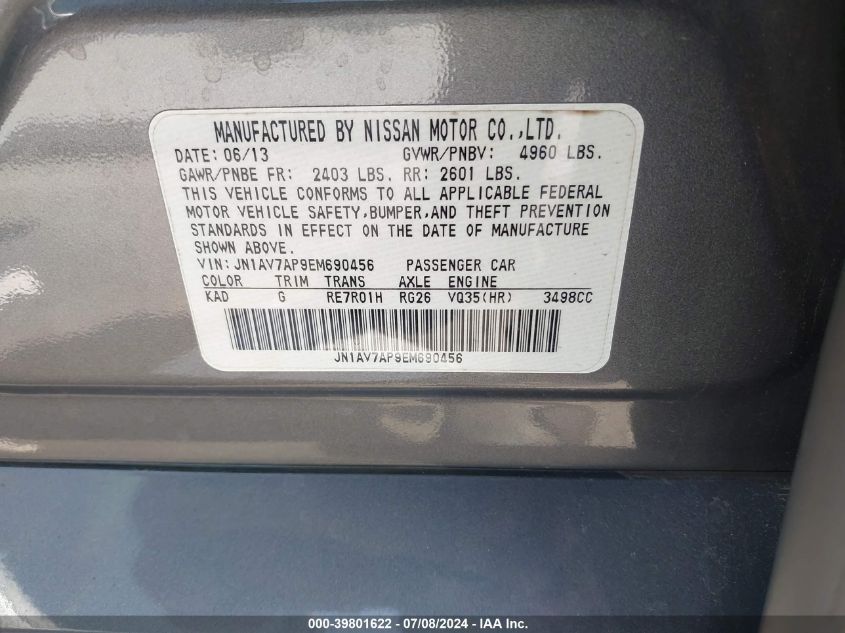 MANUFACTURED BY NISSAN MOTOR CO.,LTD.
DATE: 06/13 GVWR/PNBV: 4960 LBS.
GAWR/PNBE FR: 2403 LBS. RR: 2601 LBS.
THIS VEHICLE CONFORMS TO ALL APPLICABLE FEDERAL
MOTOR VEHICLE SAFETY,BUMPER,AND THEFT PREVENTION
STANDARDS IN EFFECT ON THE DATE OF MANUFACTURE
SHOWN ABOVE.
VIN: JN1AV7AP9EM690456 PASSENGER CAR
COLOR TRIM TRANS AXLE ENGINE
KAD G RE7R01H RG26 VQ35(HR) 3498CC
JN1AV7AP9EM690456
000-39801622 - 07/08/2024 - IAA Inc.